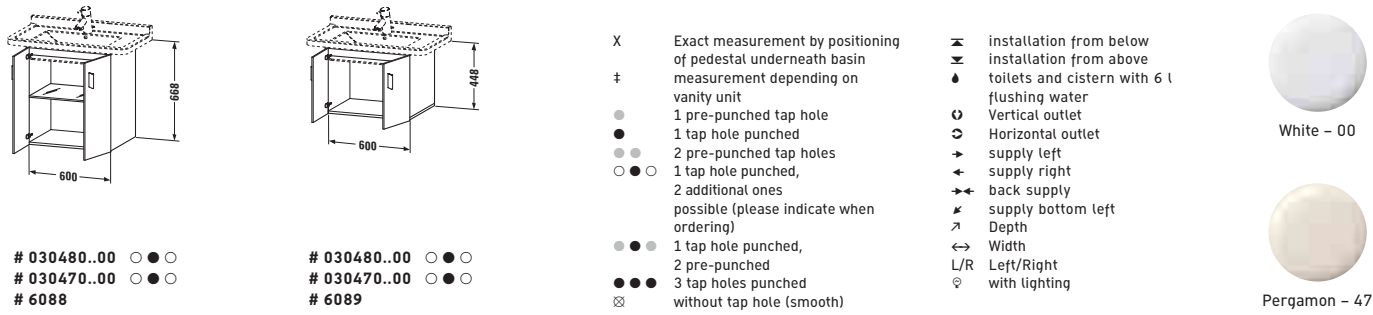 668
600
# 030480..00 ○ ● ○
# 030470..00 ○ ● ○
# 6088
448
600
# 030480..00 ○ ● ○
# 030470..00 ○ ● ○
# 6089
X Exact measurement by positioning
of pedestal underneath basin
‡ measurement depending on
vanity unit
1 pre-punched tap hole
1 tap hole punched
2 pre-punched tap holes
1 tap hole punched,
2 additional ones
possible (please indicate when
ordering)
1 tap hole punched,
2 pre-punched
3 tap holes punched
without tap hole (smooth)
installation from below
installation from above
toilets and cistern with 6 l
flushing water
Vertical outlet
Horizontal outlet
supply left
supply right
back supply
supply bottom left
Depth
Width
L/R Left/Right
with lighting
White – 00
Pergamon – 47